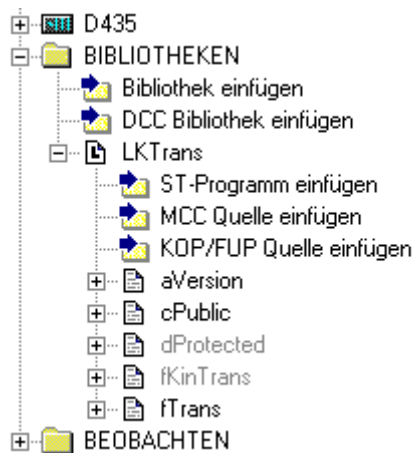 D435
BIBLIOTHEKEN
Bibliothek einfügen
DCC Bibliothek einfügen
LKTrans
ST-Programm einfügen
MCC Quelle einfügen
KOP/FUP Quelle einfügen
aVersion
cPublic
dProtected
fKinTrans
fTrans
BEOBACHTEN